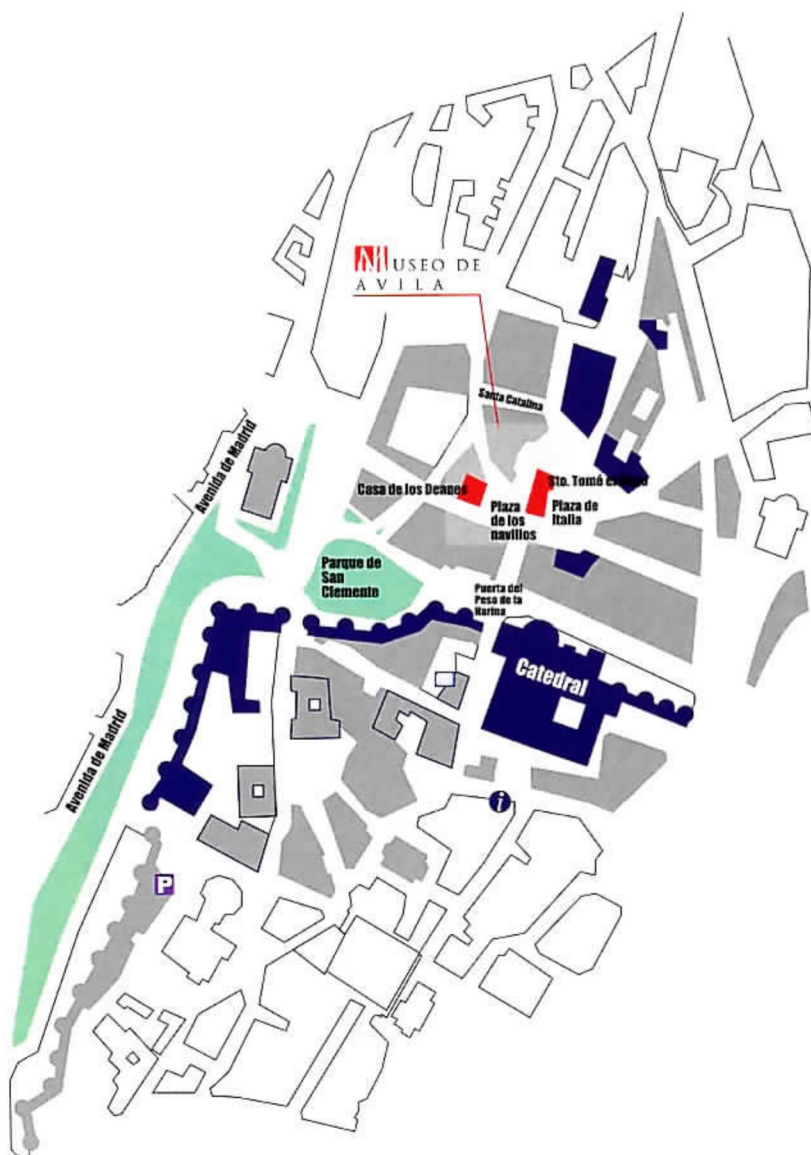 MUSEO DE
AVILA
Santa Catalina
Avenida de Madrid
Casa de los Deanes
Sto. Tomé el
Plaza
de los
navillos
Plaza de
Italia
Parque de
San
Clemente
Puerta del
Peso de la
Harina
Catedral
Avenida de Madrid
i
P